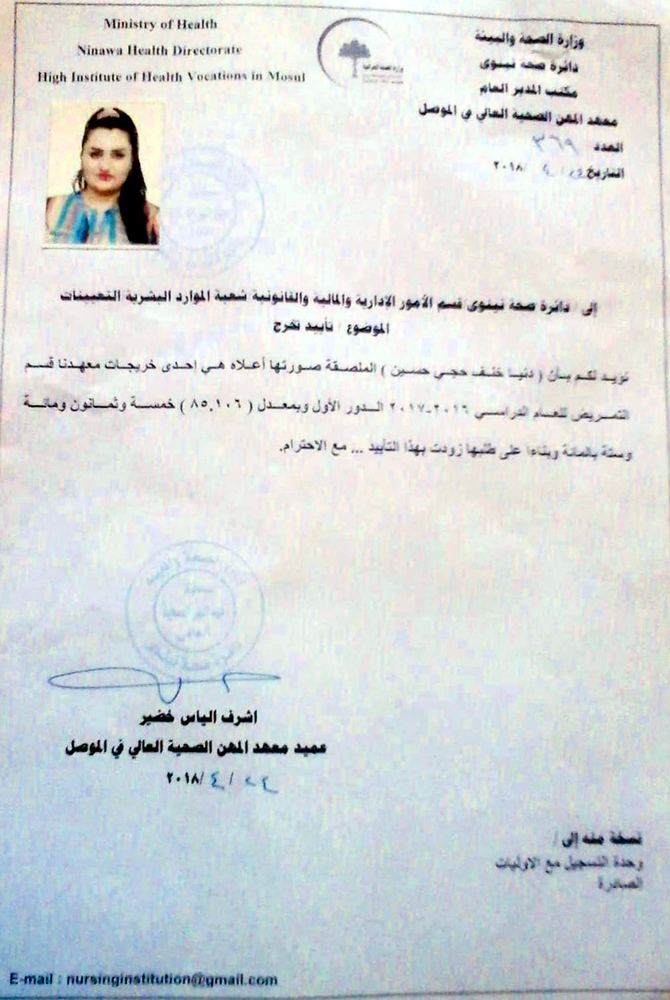 Ministry of Health
Ninawa Health Directorate
High Institute of Health Vocations in Mosul
وزارة الصحة والبيئة
دائرة صحة نينوى
مكتب المدير العام
معهد المهن الصحية العالي في الموصل
العدد ٣٦٩
التاريخ ٢٠١٨/
إلى / دائرة صحة نينوى قسم الأمور الإدارية والمالية والقانونية شعبة الموارد البشرية التعيينات
الموضوع / تأييد تخرج
نؤيد لكم بأن ( دنيا خلف حجي حسين ) الملصقة صورتها أعلاه هي إحدى خريجات معهدنا قسم
التمريض للعام الدراسي ٢٠١٦-٢٠١٧ الدور الأول وبمعدل ( ٨٥,١٠٦ ) خمسة وثمانون ومائة
وستة بالمائة وبناءا على طلبها زودت بهذا التأييد ... مع الاحترام.
اشرف الياس خضير
عميد معهد المهن الصحية العالي في الموصل
٢٤ / ٤ /٢٠١٨
نسخة منه إلى /
وحدة التسجيل مع الاوليات
الصادرة
E-mail : nursinginstitution@gmail.com